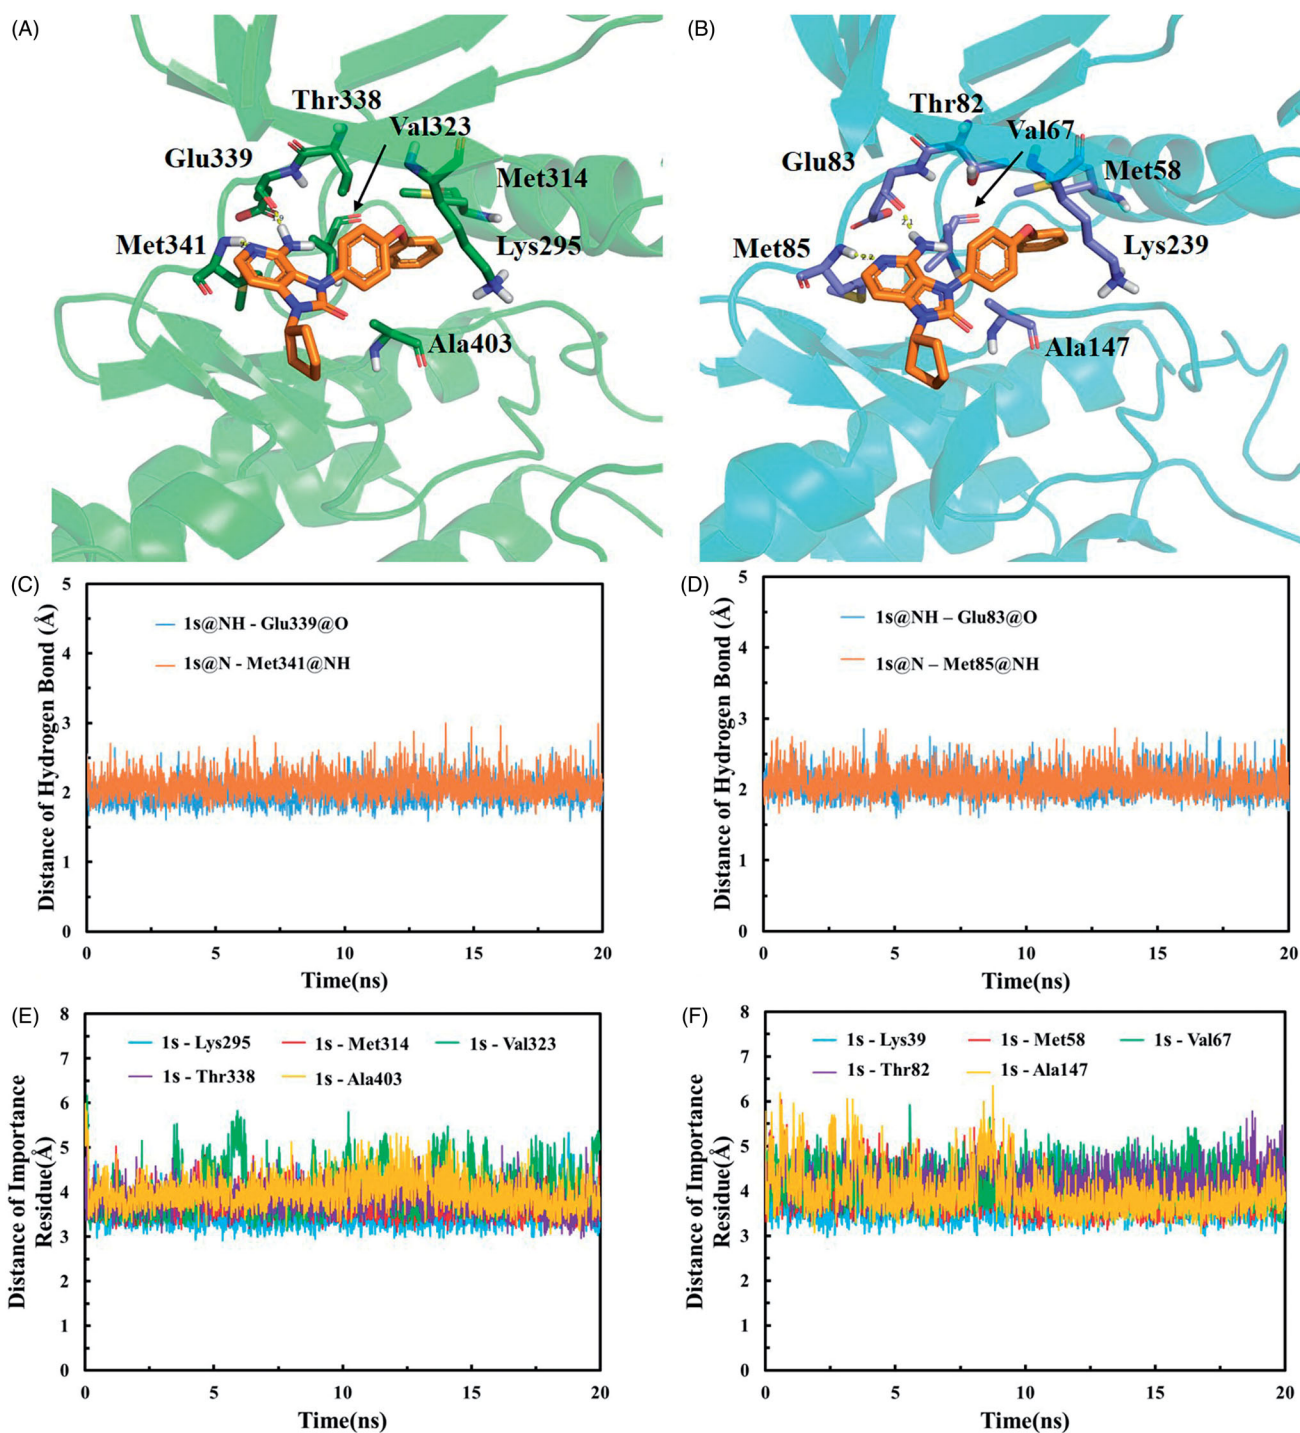 (A)
Thr338
Val323
Glu339
Met314
Met341
Lys295
Ala403
(B)
Thr82
Val67
Glu83
Met58
Met85
Lys239
Ala147
(C)
Distance of Hydrogen Bond (Å)
5
4
3
2
1
0
1s@NH - Glu339@O
1s@N - Met341@NH
0 5 10 15 20
Time(ns)
(D)
Distance of Hydrogen Bond (Å)
5
4
3
2
1
0
1s@NH – Glu83@O
1s@N – Met85@NH
0 5 10 15 20
Time(ns)
(E)
Distance of Importance
Residue(Å)
8
7
6
5
4
3
2
1
0
1s - Lys295 1s - Met314 1s - Val323
1s - Thr338 1s - Ala403
0 5 10 15 20
Time(ns)
(F)
Distance of Importance
Residue(Å)
8
7
6
5
4
3
2
1
0
1s - Lys39 1s - Met58 1s - Val67
1s - Thr82 1s - Ala147
0 5 10 15 20
Time(ns)